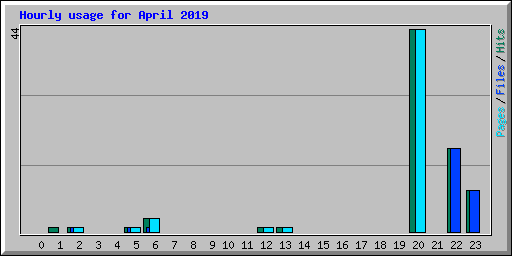 Hourly usage for April 2019
44
Pages/Files/Hits
0 1 2 3 4 5 6 7 8 9 10 11 12 13 14 15 16 17 18 19 20 21 22 23